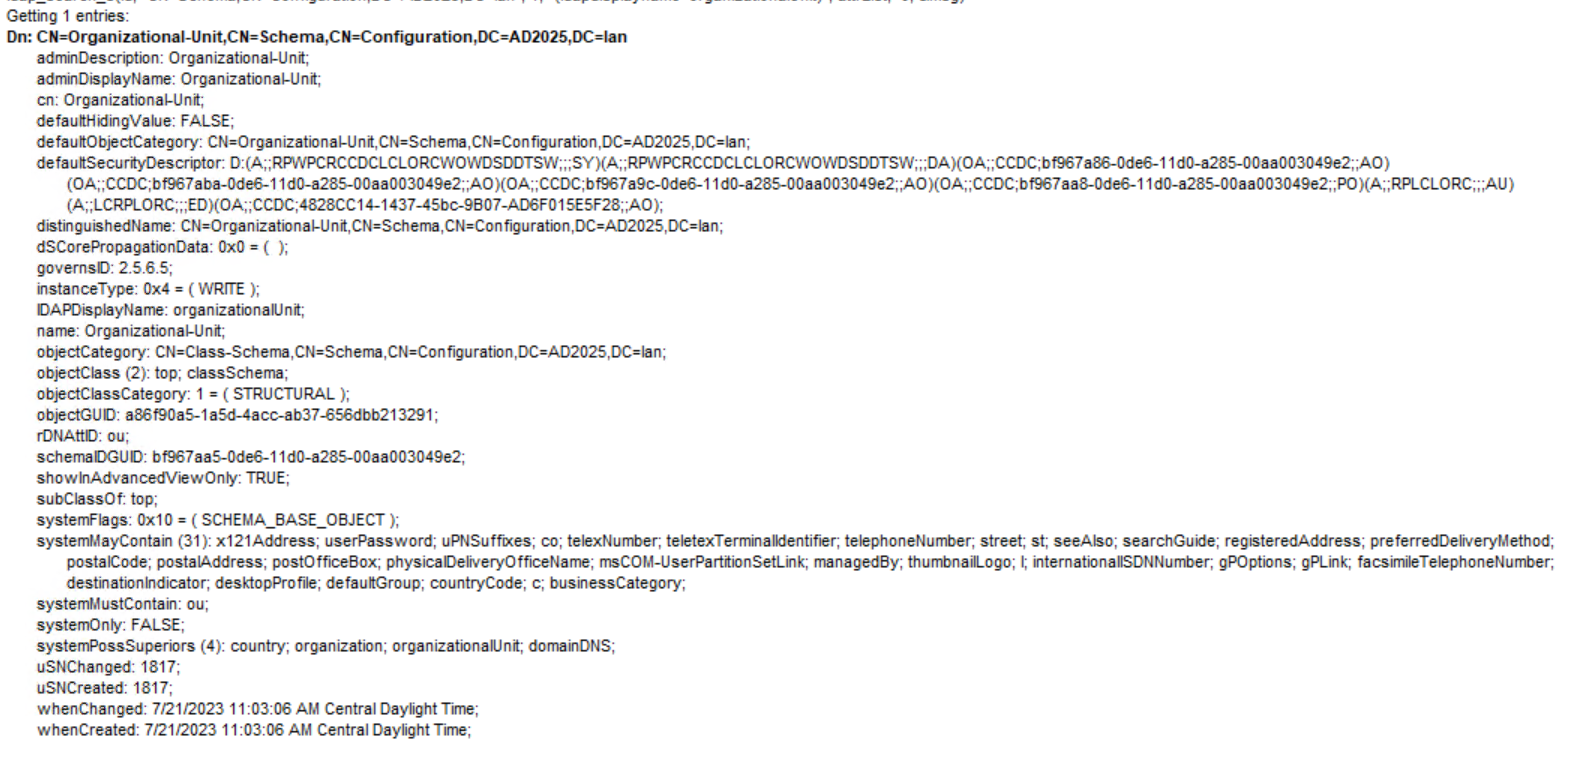 Getting 1 entries:
Dn: CN=Organizational-Unit,CN=Schema,CN=Configuration,DC=AD2025,DC=lan
adminDescription: Organizational-Unit;
adminDisplayName: Organizational-Unit;
cn: Organizational-Unit;
defaultHidingValue: FALSE;
defaultObjectCategory: CN=Organizational-Unit,CN=Schema,CN=Configuration,DC=AD2025,DC=lan;
defaultSecurityDescriptor: D:(A;;RPWPCRCCDCLCLORCWOWDSDDTSW;;;SY)(A;;RPWPCRCCDCLCLORCWOWDSDDTSW;;;DA)(OA;;CCDC;bf967a86-0de6-11d0-a285-00aa003049e2;;AO)
(OA;;CCDC;bf967aba-0de6-11d0-a285-00aa003049e2;;AO)(OA;;CCDC;bf967a9c-0de6-11d0-a285-00aa003049e2;;AO)(OA;;CCDC;bf967aa8-0de6-11d0-a285-00aa003049e2;;PO)(A;;RPLCLORC;;;AU)
(A;;LCRPLORC;;;ED)(OA;;CCDC;4828CC14-1437-45bc-9B07-AD6F015E5F28;;AO);
distinguishedName: CN=Organizational-Unit,CN=Schema,CN=Configuration,DC=AD2025,DC=lan;
dSCorePropagationData: 0x0 = (  );
governsID: 2.5.6.5;
instanceType: 0x4 = ( WRITE );
lDAPDisplayName: organizationalUnit;
name: Organizational-Unit;
objectCategory: CN=Class-Schema,CN=Schema,CN=Configuration,DC=AD2025,DC=lan;
objectClass (2): top; classSchema;
objectClassCategory: 1 = ( STRUCTURAL );
objectGUID: a86f90a5-1a5d-4acc-ab37-656dbb213291;
rDNAttID: ou;
schemaIDGUID: bf967aa5-0de6-11d0-a285-00aa003049e2;
showInAdvancedViewOnly: TRUE;
subClassOf: top;
systemFlags: 0x10 = ( SCHEMA_BASE_OBJECT );
systemMayContain (31): x121Address; userPassword; uPNSuffixes; co; telexNumber; teletexTerminalIdentifier; telephoneNumber; street; st; seeAlso; searchGuide; registeredAddress; preferredDeliveryMethod;
postalCode; postalAddress; postOfficeBox; physicalDeliveryOfficeName; msCOM-UserPartitionSetLink; managedBy; thumbnailLogo; l; internationalISDNNumber; gPOptions; gPLink; facsimileTelephoneNumber;
destinationIndicator; desktopProfile; defaultGroup; countryCode; c; businessCategory;
systemMustContain: ou;
systemOnly: FALSE;
systemPossSuperiors (4): country; organization; organizationalUnit; domainDNS;
uSNChanged: 1817;
uSNCreated: 1817;
whenChanged: 7/21/2023 11:03:06 AM Central Daylight Time;
whenCreated: 7/21/2023 11:03:06 AM Central Daylight Time;